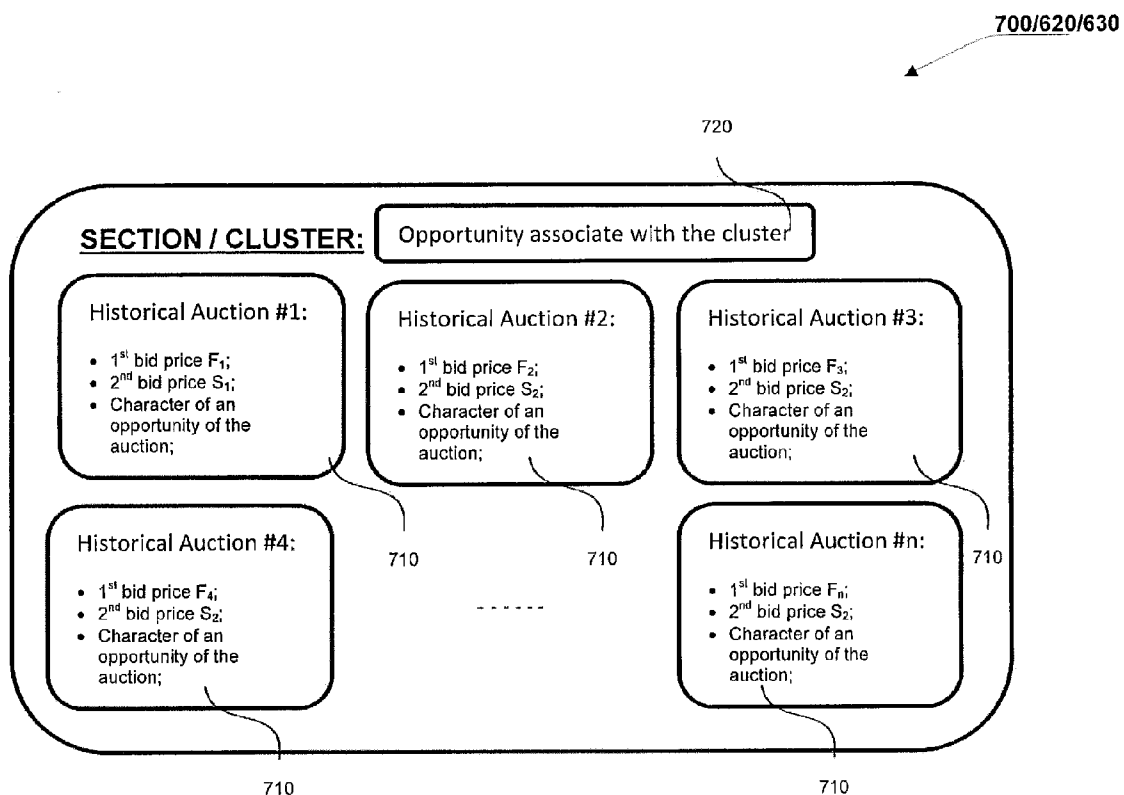 700/620/630
720
SECTION / CLUSTER: Opportunity associate with the cluster
Historical Auction #1:
• 1st bid price F1;
• 2nd bid price S1;
• Character of an
opportunity of the
auction;
710
Historical Auction #2:
• 1st bid price F2;
• 2nd bid price S2;
• Character of an
opportunity of the
auction;
710
Historical Auction #3:
• 1st bid price F3;
• 2nd bid price S2;
• Character of an
opportunity of the
auction;
710
Historical Auction #4:
• 1st bid price F4;
• 2nd bid price S2;
• Character of an
opportunity of the
auction;
710
------
Historical Auction #n:
• 1st bid price Fn;
• 2nd bid price S2;
• Character of an
opportunity of the
auction;
710